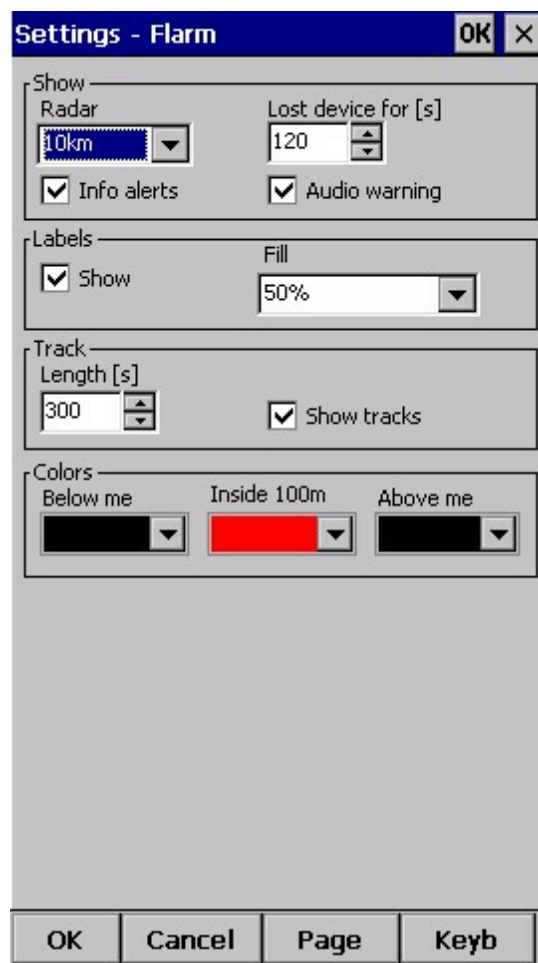 Settings - Flarm OK ×
Show
Radar Lost device for [s]
10km 120
Info alerts Audio warning
Labels
Fill
Show
50%
Track
Length [s]
300 Show tracks
Colors
Below me Inside 100m Above me
OK Cancel Page Keyb